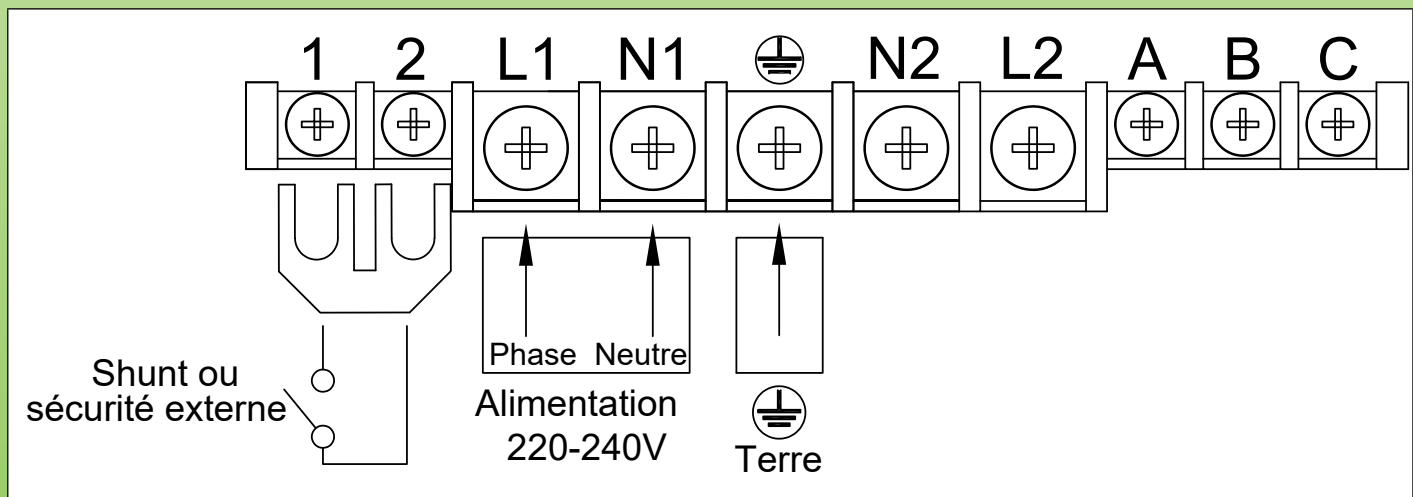 1 2 L1 N1 N2 L2 A B C
Phase Neutre
Shunt ou
sécurité externe
Alimentation
220-240V
Terre